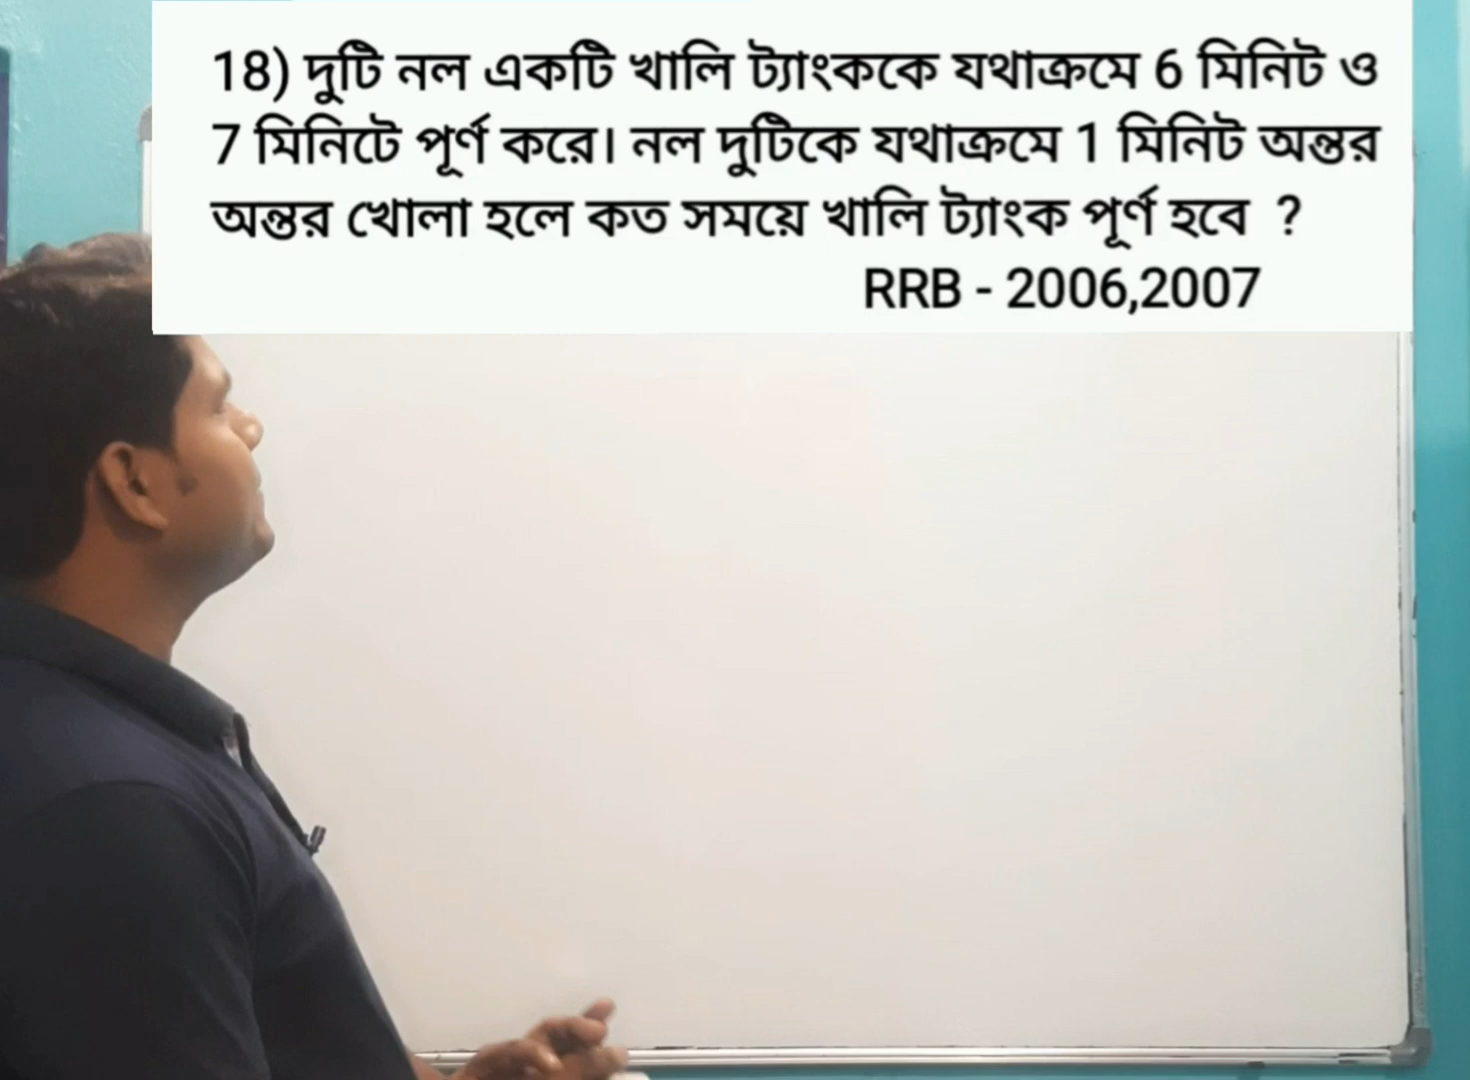 18) দুটি নল একটি খালি ট্যাংককে যথাক্রমে 6 মিনিট ও
7 মিনিটে পূর্ণ করে। নল দুটিকে যথাক্রমে 1 মিনিট অন্তর
অন্তর খোলা হলে কত সময়ে খালি ট্যাংক পূর্ণ হবে ?
RRB - 2006,2007